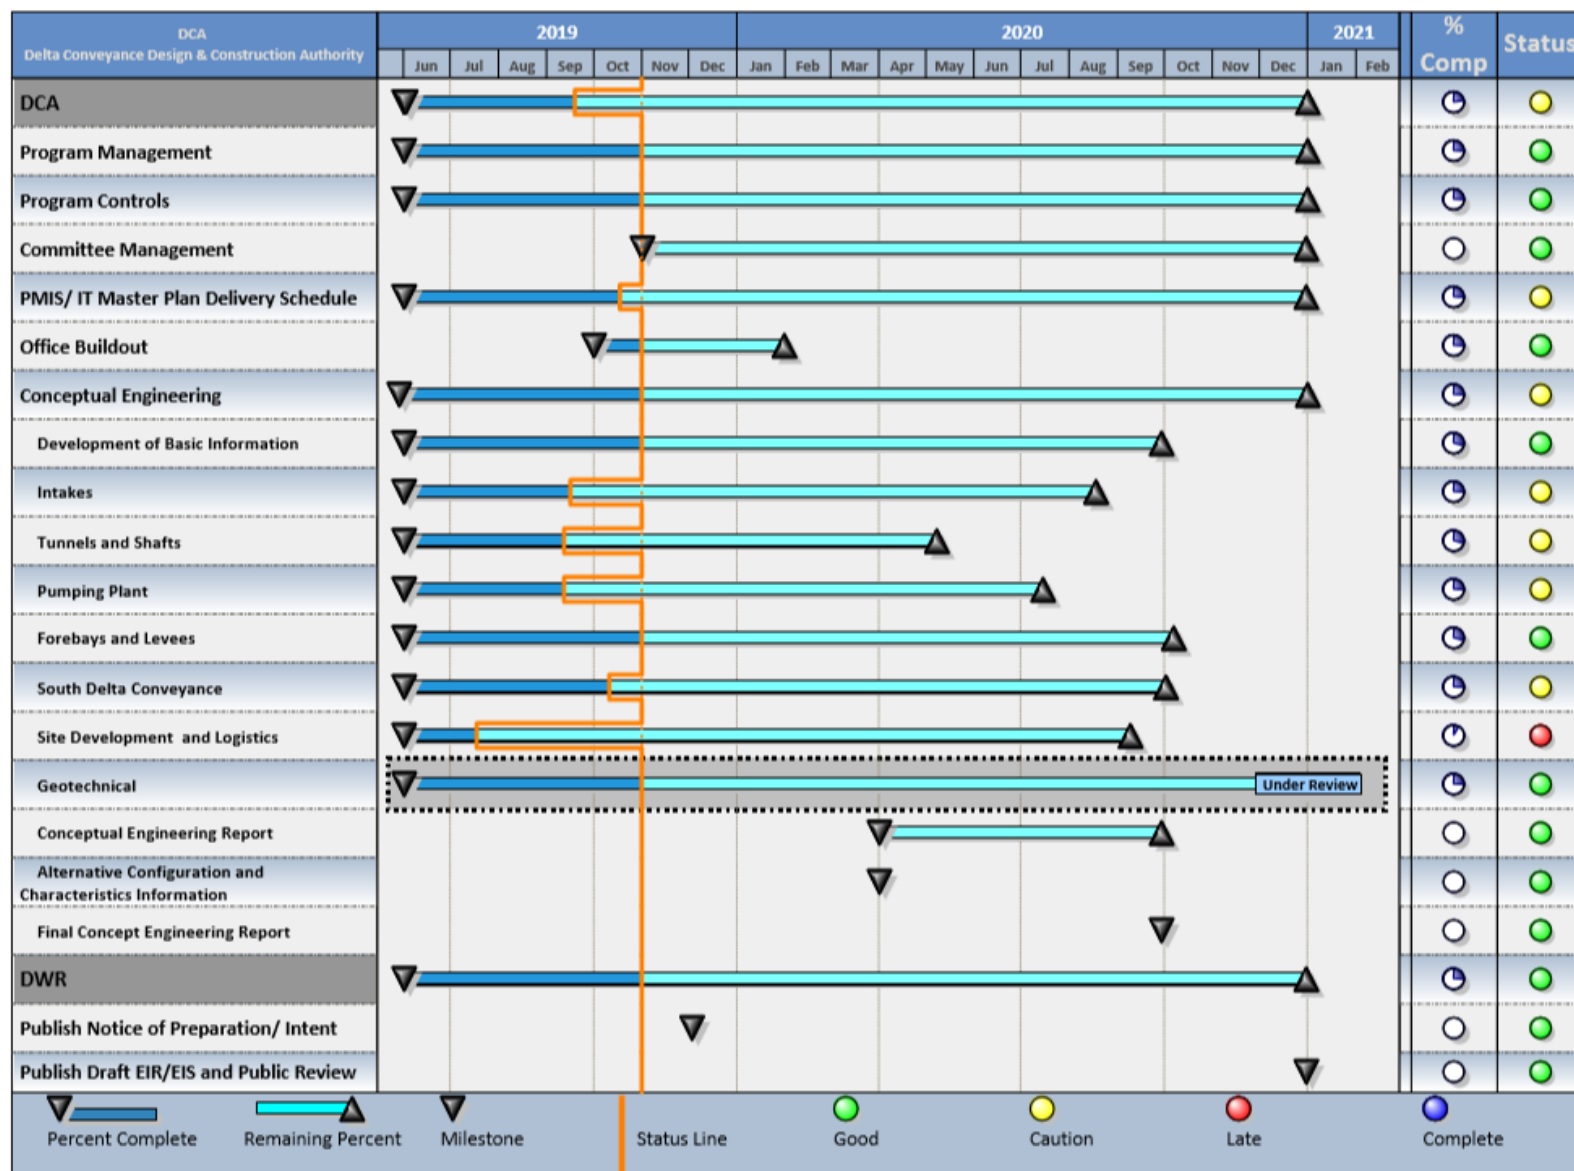 DCA
Delta Conveyance Design & Construction Authority
2019 2020 2021
% Comp
Status
Jun Jul Aug Sep Oct Nov Dec Jan Feb Mar Apr May Jun Jul Aug Sep Oct Nov Dec Jan Feb
DCA
Program Management
Program Controls
Committee Management
PMIS/ IT Master Plan Delivery Schedule
Office Buildout
Conceptual Engineering
Development of Basic Information
Intakes
Tunnels and Shafts
Pumping Plant
Forebays and Levees
South Delta Conveyance
Site Development and Logistics
Geotechnical Under Review
Conceptual Engineering Report
Alternative Configuration and
Characteristics Information
Final Concept Engineering Report
DWR
Publish Notice of Preparation/ Intent
Publish Draft EIR/EIS and Public Review
Percent Complete Remaining Percent Milestone Status Line Good Caution Late Complete